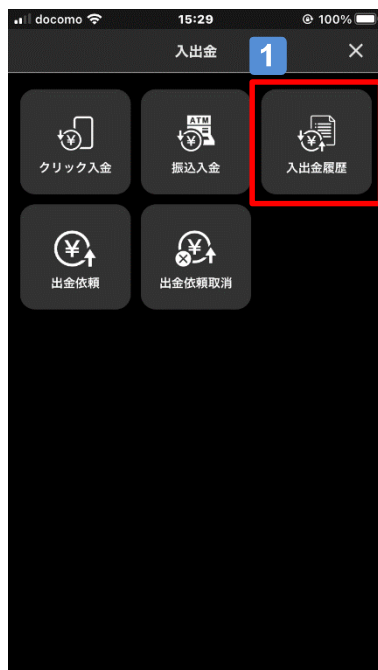 docomo 15:29 100%
入出金
1
クリック入金
ATM
振込入金
入出金履歴
出金依頼
出金依頼取消